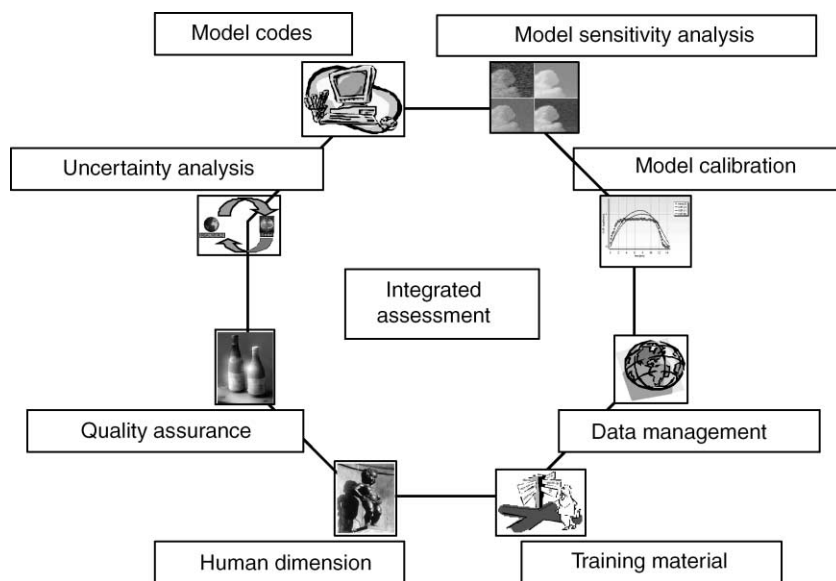 Model codes
Model sensitivity analysis
Uncertainty analysis
Model calibration
Integrated
assessment
Quality assurance
Data management
Human dimension
Training material